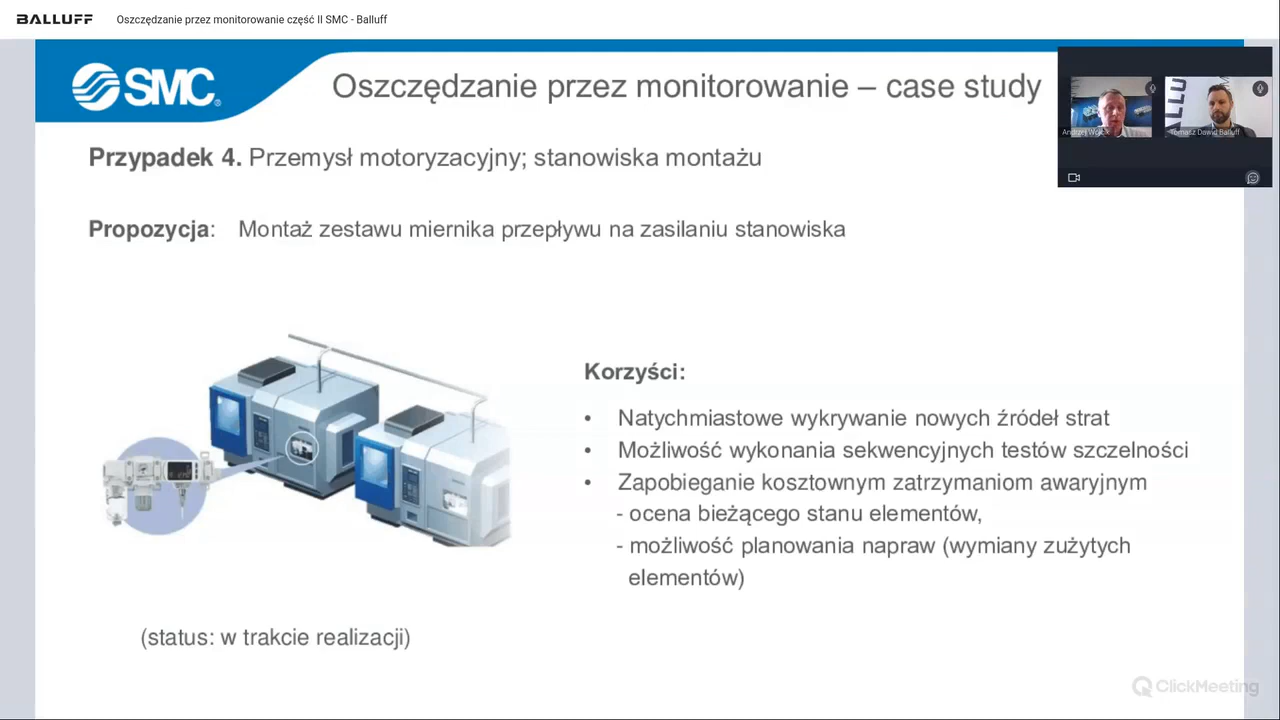 BALLUFF
Oszczędzanie przez monitorowanie część II SMC - Balluff
SMC®
Oszczędzanie przez monitorowanie – case study
Przypadek 4. Przemysł motoryzacyjny; stanowiska montażu
Propozycja: Montaż zestawu miernika przepływu na zasilaniu stanowiska
Korzyści:
• Natychmiastowe wykrywanie nowych źródeł strat
• Możliwość wykonania sekwencyjnych testów szczelności
• Zapobieganie kosztownym zatrzymaniom awaryjnym
- ocena bieżącego stanu elementów,
- możliwość planowania napraw (wymiany zużytych
elementów)
(status: w trakcie realizacji)
Andrzej Wójcik
Tomasz Dawid Balluff
ClickMeeting